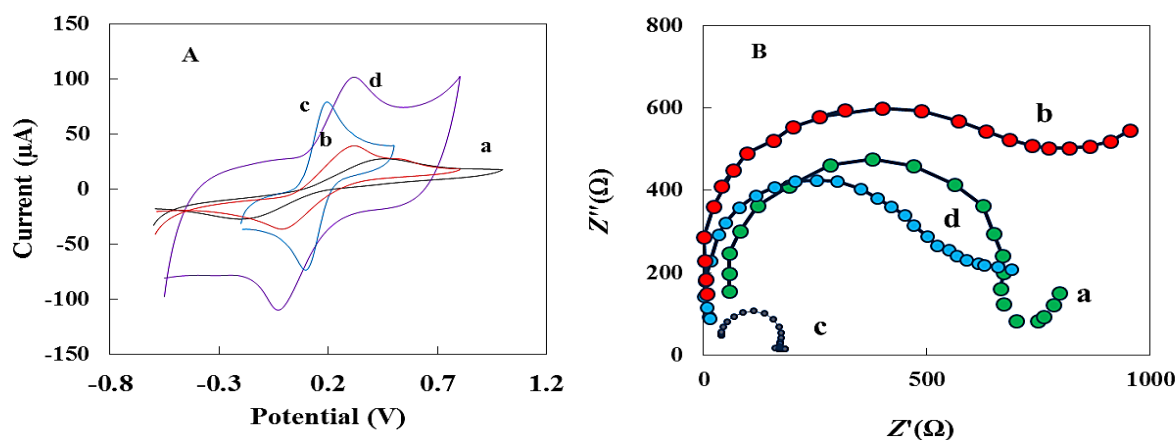 A
150
100
50
0
-50
-100
-150
Current (µA)
a
b
c
d
-0.8
-0.3
0.2
0.7
1.2
Potential (V)
B
800
600
400
200
0
Z"(Ω)
b
d
a
c
0
500
1000
Z'(Ω)